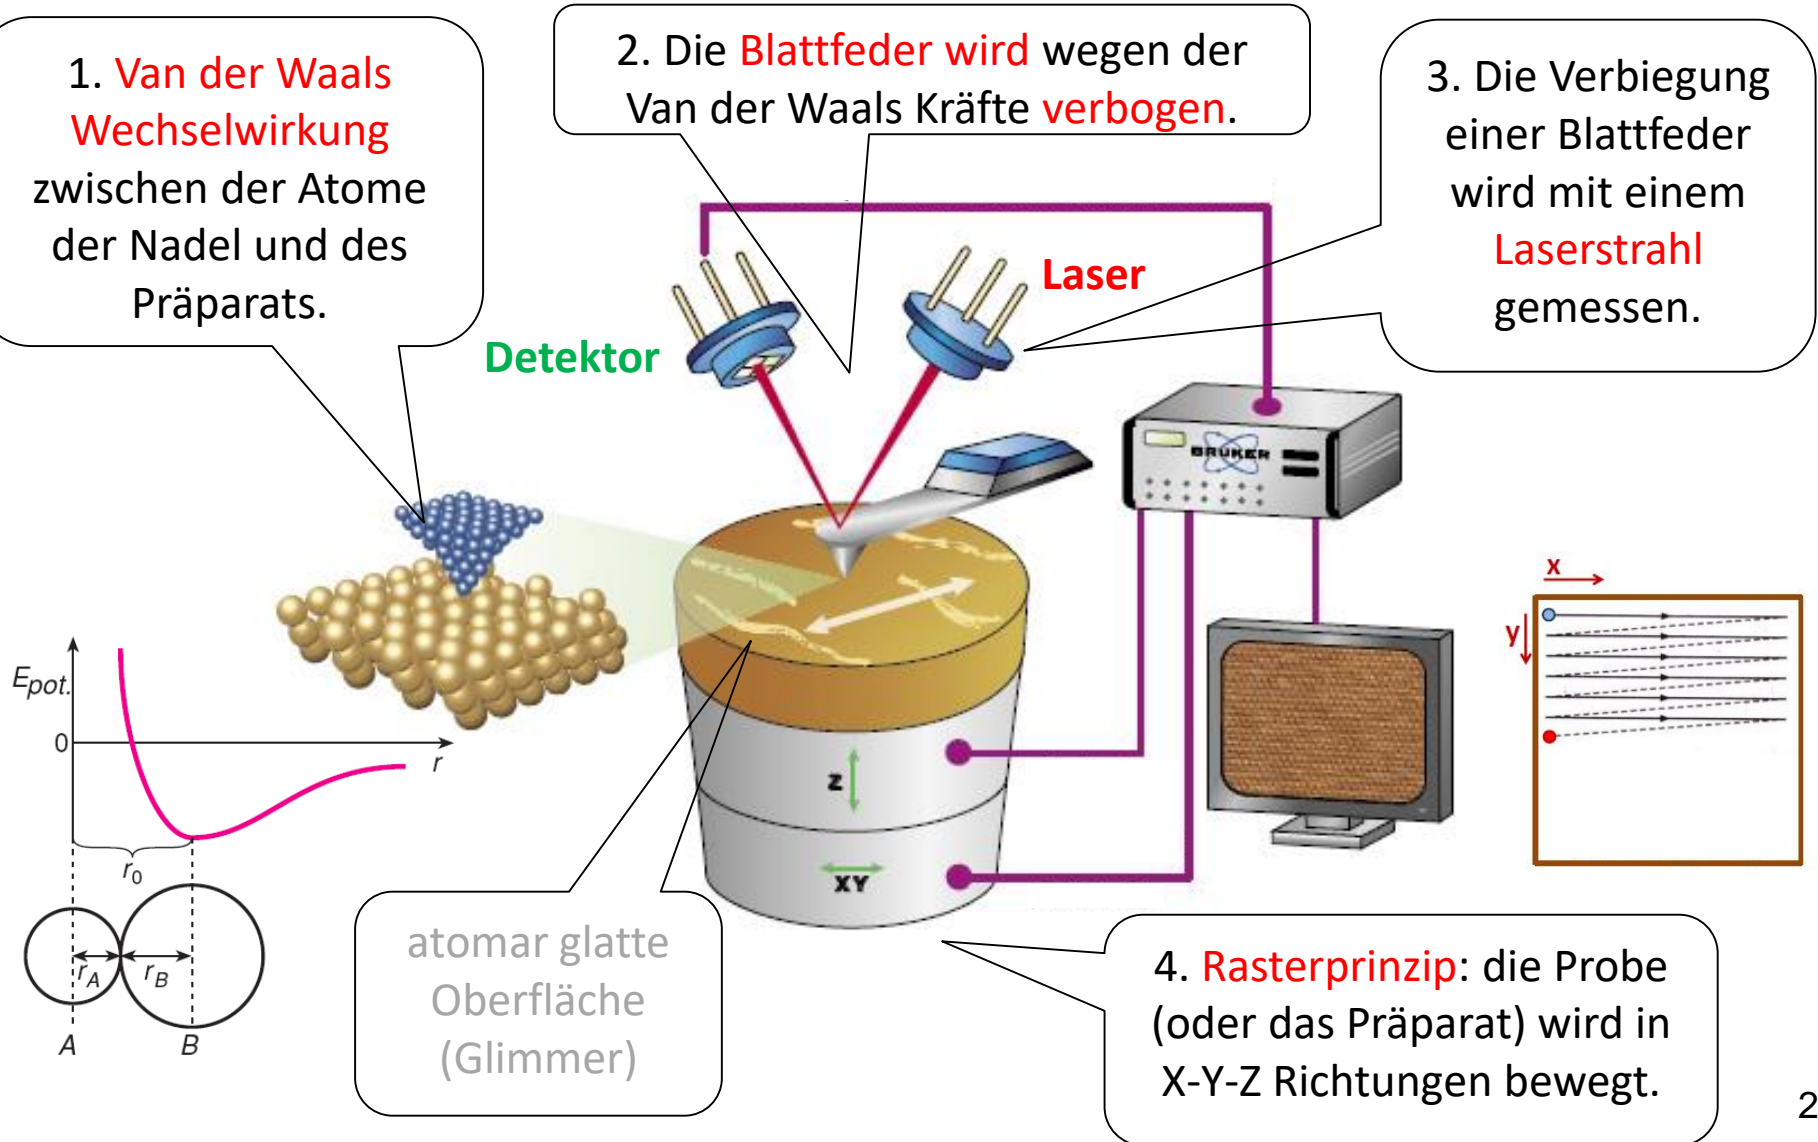 1. Van der Waals
Wechselwirkung
zwischen der Atome
der Nadel und des
Präparats.
2. Die Blattfeder wird wegen der
Van der Waals Kräfte verbogen.
3. Die Verbiegung
einer Blattfeder
wird mit einem
Laserstrahl
gemessen.
Laser
Detektor
BRUKER
x
y
Epot.
0
r
r0
rA
rB
A
B
Z
XY
atomar glatte
Oberfläche
(Glimmer)
4. Rasterprinzip: die Probe
(oder das Präparat) wird in
X-Y-Z Richtungen bewegt.
2